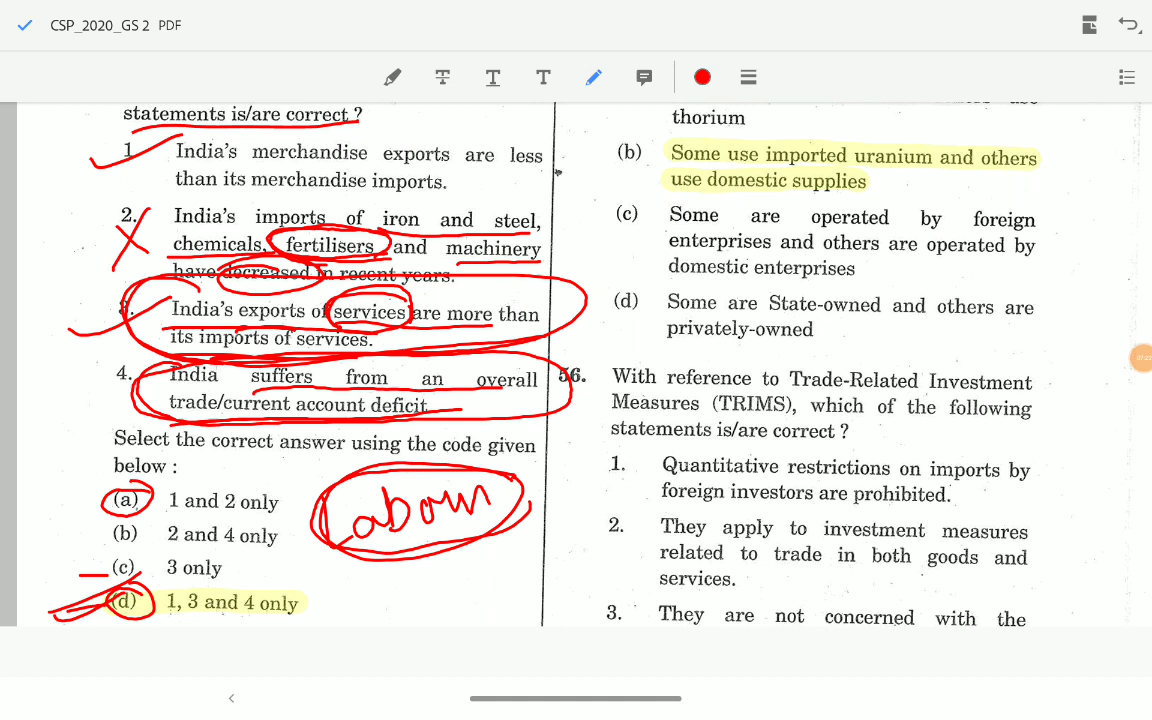 CSP_2020_GS 2 PDF
statements is/are correct ?
1. India's merchandise exports are less
than its merchandise imports.
2. India's imports of iron and steel,
chemicals, fertilisers and machinery
have decreased in recent years.
3. India's exports of services are more than
its imports of services.
4. India suffers from an overall
trade/current account deficit
Select the correct answer using the code given
below :
(a) 1 and 2 only
(b) 2 and 4 only
(c) 3 only
(d) 1, 3 and 4 only
thorium
(b) Some use imported uranium and others
use domestic supplies
(c) Some are operated by foreign
enterprises and others are operated by
domestic enterprises
(d) Some are State-owned and others are
privately-owned
56. With reference to Trade-Related Investment
Measures (TRIMS), which of the following
statements is/are correct ?
1. Quantitative restrictions on imports by
foreign investors are prohibited.
2. They apply to investment measures
related to trade in both goods and
services.
3. They are not concerned with the